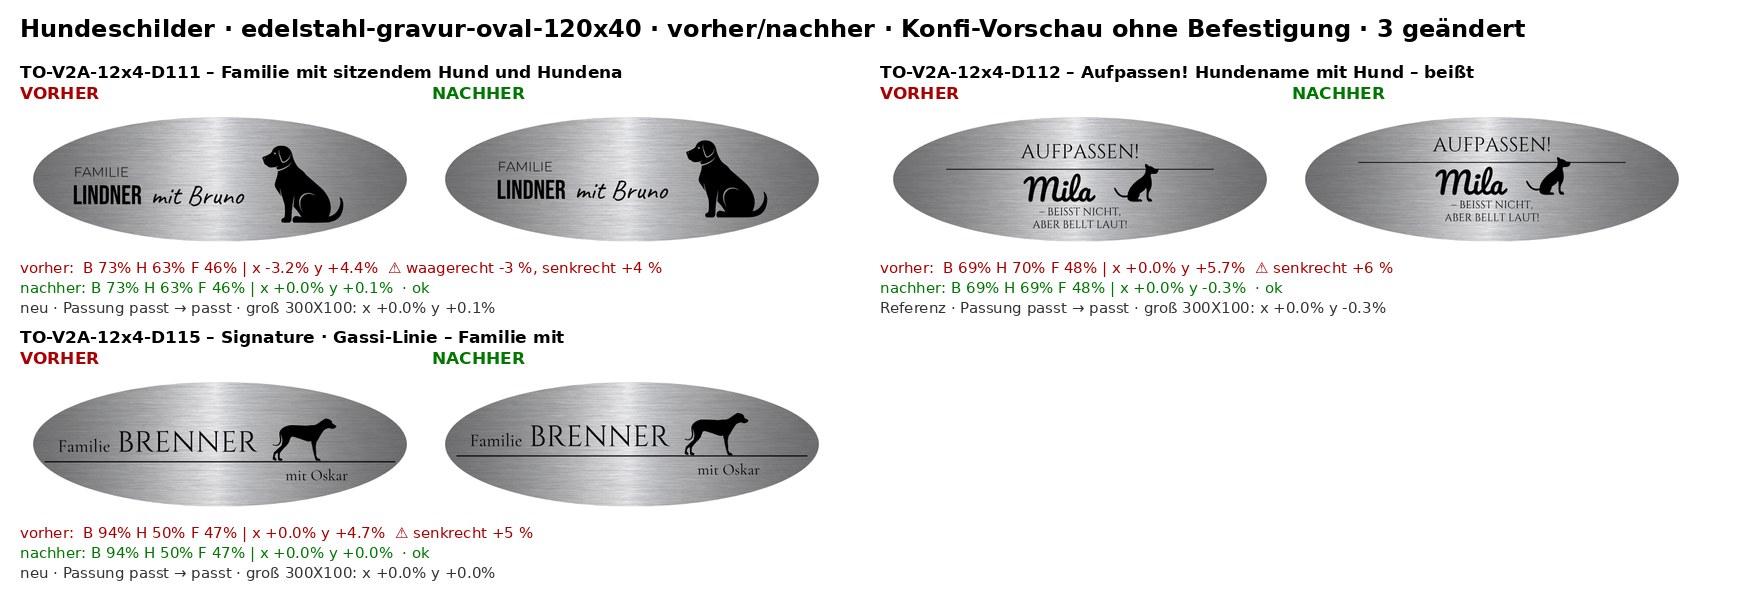 Hundeschilder · edelstahl-gravur-oval-120x40 · vorher/nachher · Konfi-Vorschau ohne Befestigung · 3 geändert
TO-V2A-12x4-D111 – Familie mit sitzendem Hund und Hundena
VORHER
NACHHER
FAMILIE
LINDNER mit Bruno
FAMILIE
LINDNER mit Bruno
vorher: B 73% H 63% F 46% | x -3.2% y +4.4% ⚠ waagerecht -3 %, senkrecht +4 %
nachher: B 73% H 63% F 46% | x +0.0% y +0.1% · ok
neu · Passung passt → passt · groß 300X100: x +0.0% y +0.1%
TO-V2A-12x4-D112 – Aufpassen! Hundename mit Hund – beißt
VORHER
NACHHER
AUFPASSEN!
Mila
– BEISST NICHT,
ABER BELLT LAUT!
AUFPASSEN!
Mila
– BEISST NICHT,
ABER BELLT LAUT!
vorher: B 69% H 70% F 48% | x +0.0% y +5.7% ⚠ senkrecht +6 %
nachher: B 69% H 69% F 48% | x +0.0% y -0.3% · ok
Referenz · Passung passt → passt · groß 300X100: x +0.0% y -0.3%
TO-V2A-12x4-D115 – Signature · Gassi-Linie – Familie mit
VORHER
NACHHER
Familie BRENNER
mit Oskar
Familie BRENNER
mit Oskar
vorher: B 94% H 50% F 47% | x +0.0% y +4.7% ⚠ senkrecht +5 %
nachher: B 94% H 50% F 47% | x +0.0% y +0.0% · ok
neu · Passung passt → passt · groß 300X100: x +0.0% y +0.0%